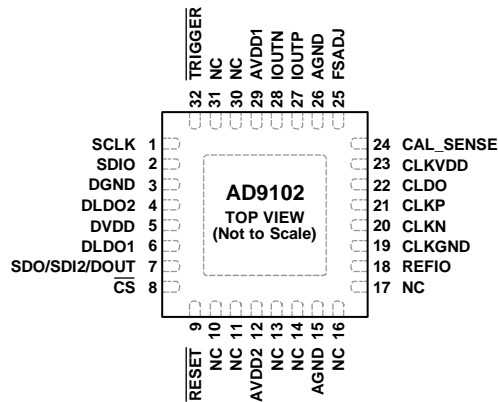 TRIGGER
NC
NC
AVDD1
IOUTN
IOUTP
AGND
FSADJ
32 31 30 29 28 27 26 25
SCLK 1
SDIO 2
DGND 3
DLDO2 4
DVDD 5
DLDO1 6
SDO/SDI2/DOUT 7
CS 8
AD9102
TOP VIEW
(Not to Scale)
24 CAL_SENSE
23 CLKVDD
22 CLDO
21 CLKP
20 CLKN
19 CLKGND
18 REFIO
17 NC
RESET 9
NC 10
NC 11
AVDD2 12
NC 13
NC 14
AGND 15
NC 16